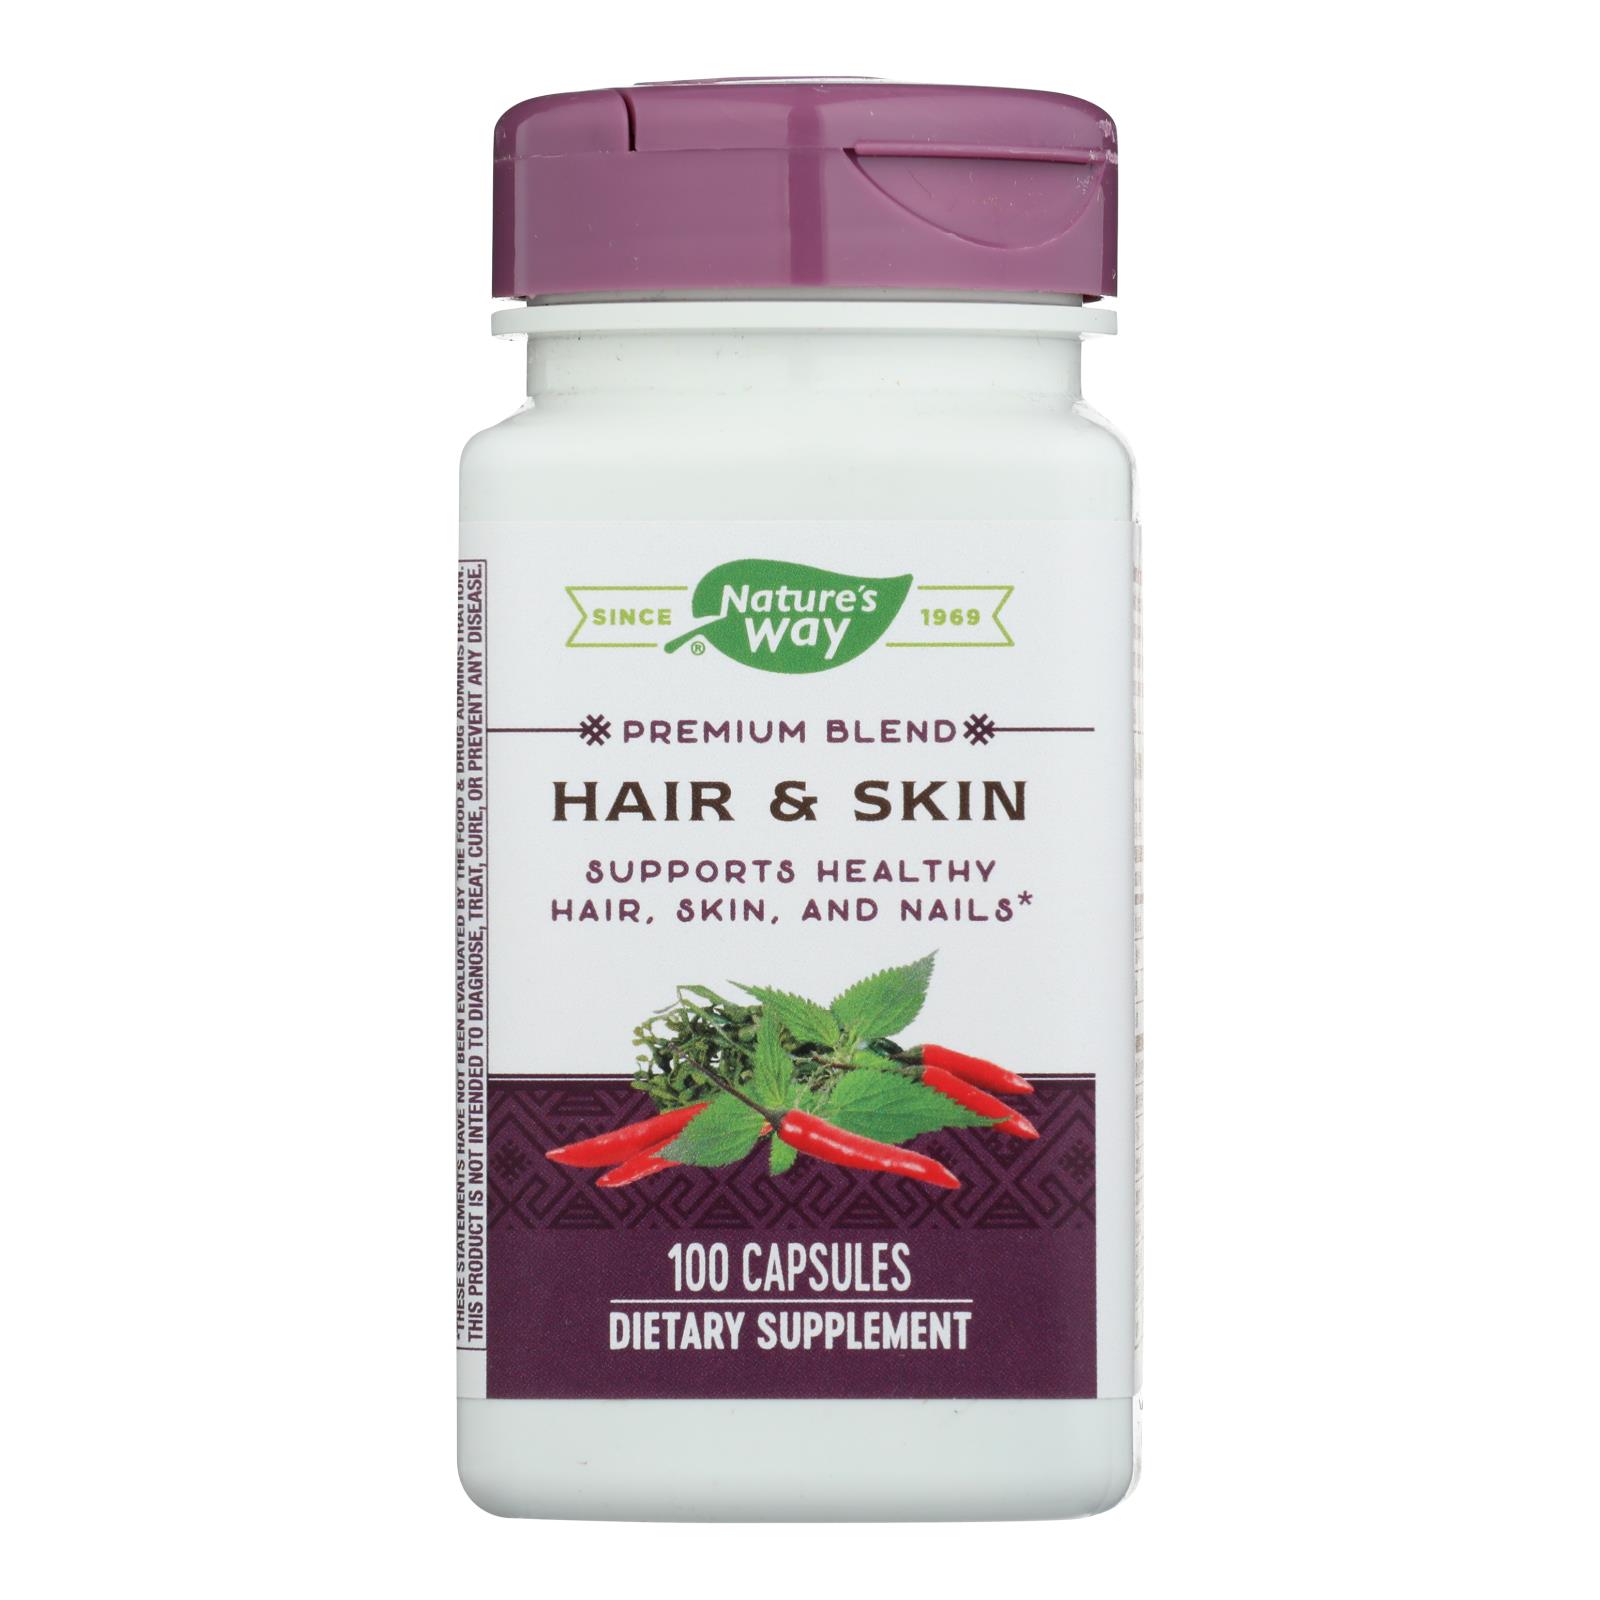 SINCE Nature's Way ® 1969
PREMIUM BLEND
HAIR & SKIN
SUPPORTS HEALTHY
HAIR, SKIN, AND NAILS*
100 CAPSULES
DIETARY SUPPLEMENT
*THESE STATEMENTS HAVE NOT BEEN EVALUATED BY THE FOOD & DRUG ADMINISTRATION.
THIS PRODUCT IS NOT INTENDED TO DIAGNOSE, TREAT, CURE, OR PREVENT ANY DISEASE.